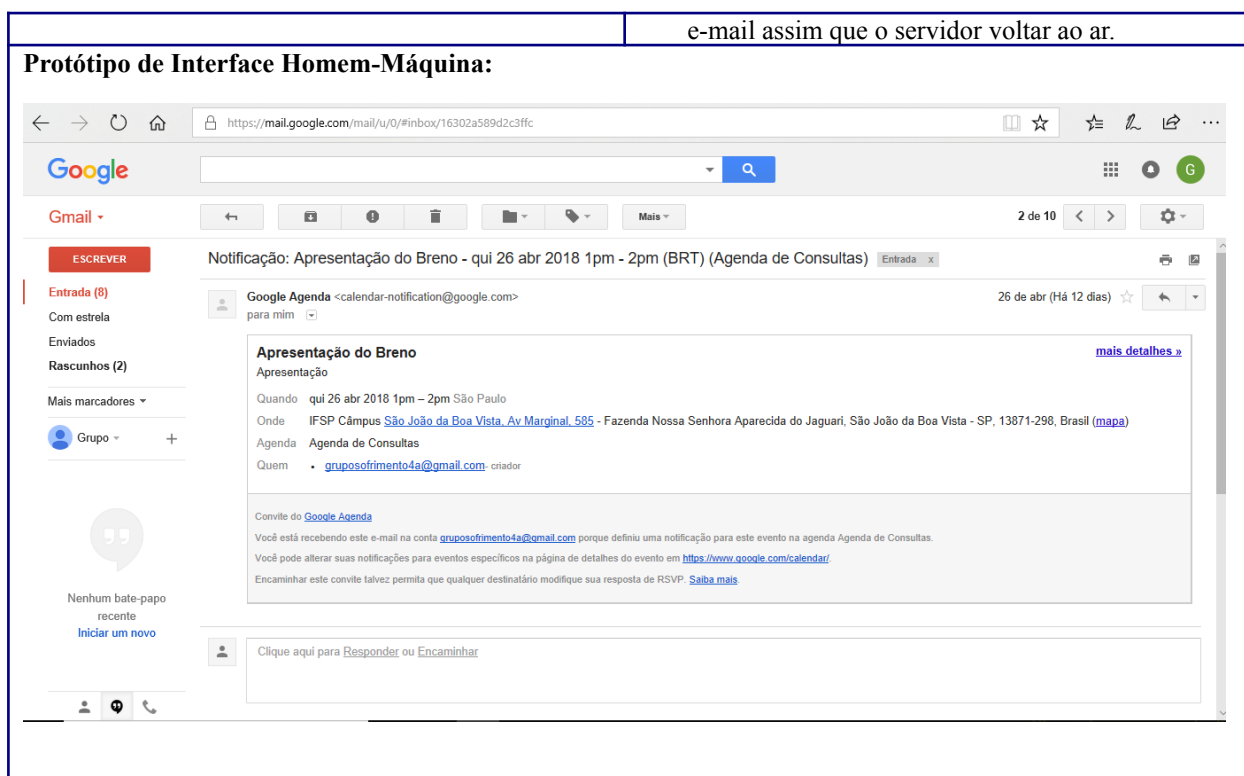 e-mail assim que o servidor voltar ao ar.
Protótipo de Interface Homem-Máquina:
https://mail.google.com/mail/u/0/#inbox/16302a589d2c3ffc
Google
G
Gmail
Mais
2 de 10
ESCREVER
Notificação: Apresentação do Breno - qui 26 abr 2018 1pm - 2pm (BRT) (Agenda de Consultas) Entrada x
Entrada (8)
Com estrela
Enviados
Rascunhos (2)
Mais marcadores
Grupo
Nenhum bate-papo
recente
Iniciar um novo
Google Agenda <calendar-notification@google.com>
26 de abr (Há 12 dias)
para mim
Apresentação do Breno
mais detalhes »
Apresentação
Quando qui 26 abr 2018 1pm – 2pm São Paulo
Onde IFSP Câmpus São João da Boa Vista, Av Marginal, 585 - Fazenda Nossa Senhora Aparecida do Jaguari, São João da Boa Vista - SP, 13871-298, Brasil (mapa)
Agenda Agenda de Consultas
Quem • gruposofrimento4a@gmail.com- criador
Convite do Google Agenda
Você está recebendo este e-mail na conta gruposofrimento4a@gmail.com porque definiu uma notificação para este evento na agenda Agenda de Consultas.
Você pode alterar suas notificações para eventos específicos na página de detalhes do evento em https://www.google.com/calendar/.
Encaminhar este convite talvez permita que qualquer destinatário modifique sua resposta de RSVP. Saiba mais.
Clique aqui para Responder ou Encaminhar